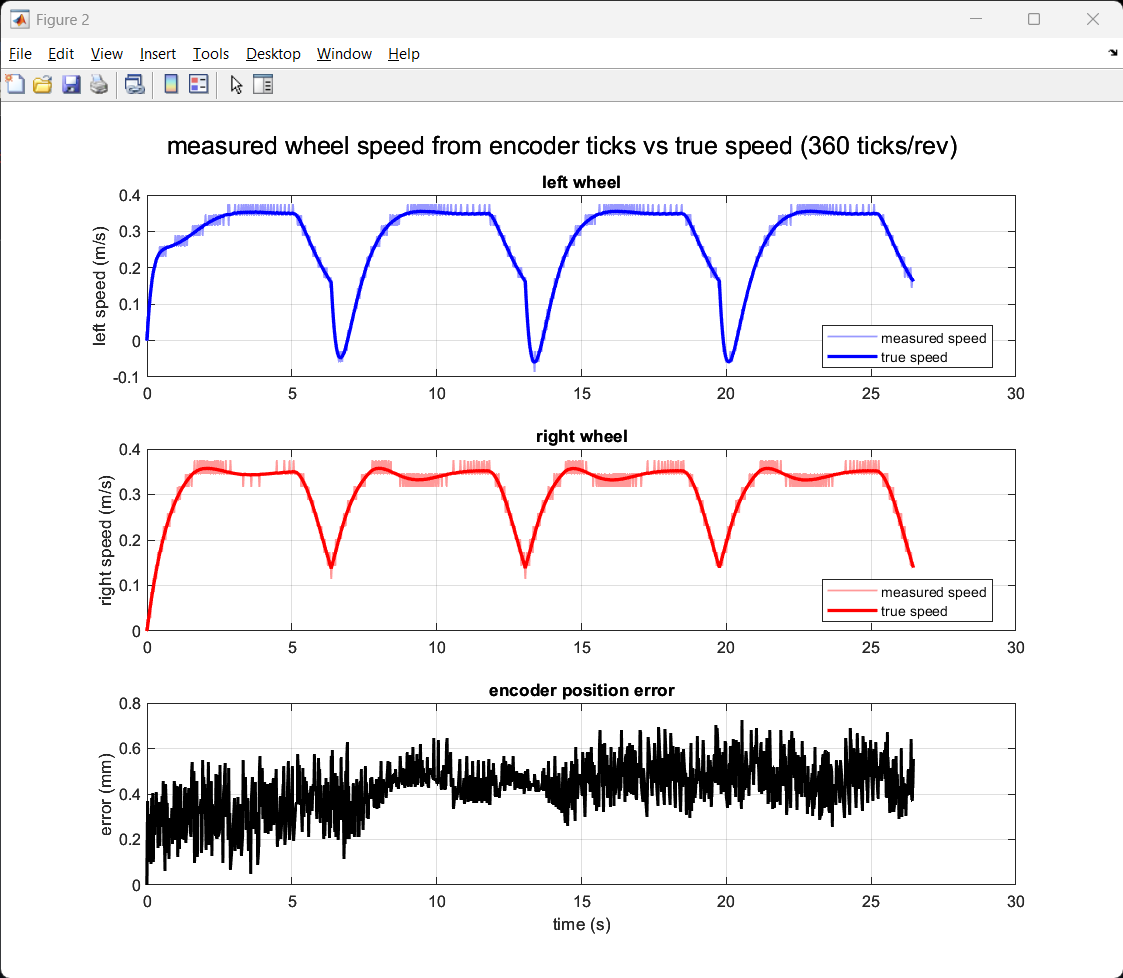 Figure 2
File Edit View Insert Tools Desktop Window Help
measured wheel speed from encoder ticks vs true speed (360 ticks/rev)
left wheel
left speed (m/s)
0.4
0.3
0.2
0.1
0
-0.1
0 5 10 15 20 25 30
measured speed
true speed
right wheel
right speed (m/s)
0.4
0.3
0.2
0.1
0
0 5 10 15 20 25 30
measured speed
true speed
encoder position error
error (mm)
0.8
0.6
0.4
0.2
0
0 5 10 15 20 25 30
time (s)